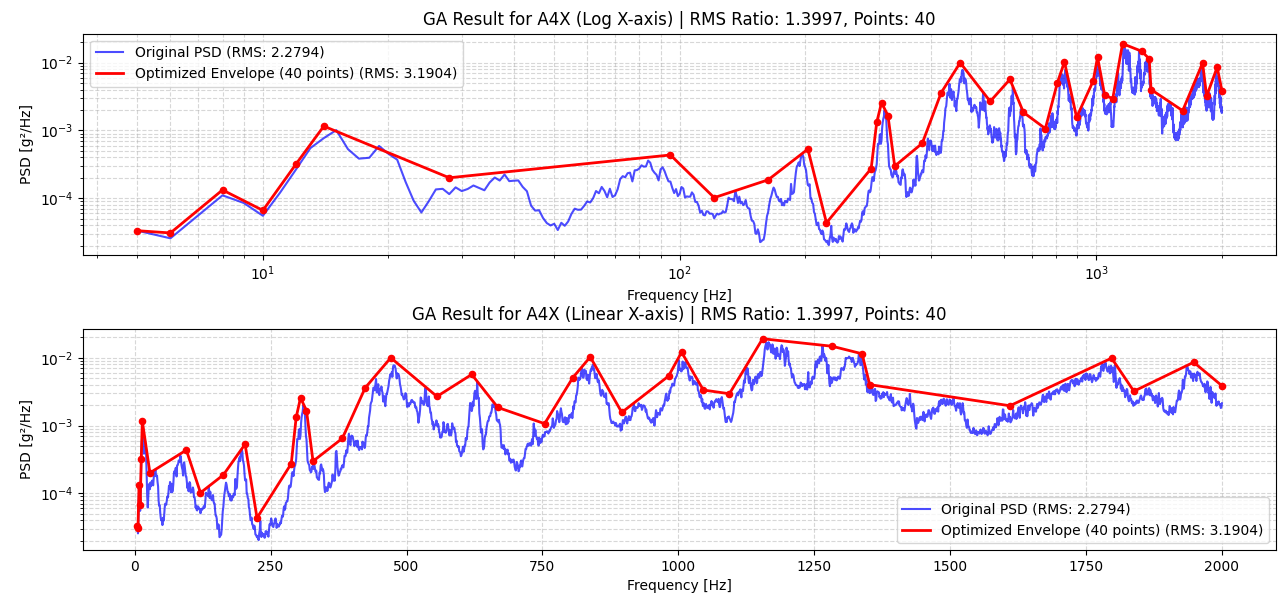 GA Result for A4X (Log X-axis) | RMS Ratio: 1.3997, Points: 40
Original PSD (RMS: 2.2794)
Optimized Envelope (40 points) (RMS: 3.1904)
PSD [g²/Hz]
10⁻²
10⁻³
10⁻⁴
10¹
10²
10³
Frequency [Hz]
GA Result for A4X (Linear X-axis) | RMS Ratio: 1.3997, Points: 40
PSD [g²/Hz]
10⁻²
10⁻³
10⁻⁴
Original PSD (RMS: 2.2794)
Optimized Envelope (40 points) (RMS: 3.1904)
0
250
500
750
1000
1250
1500
1750
2000
Frequency [Hz]